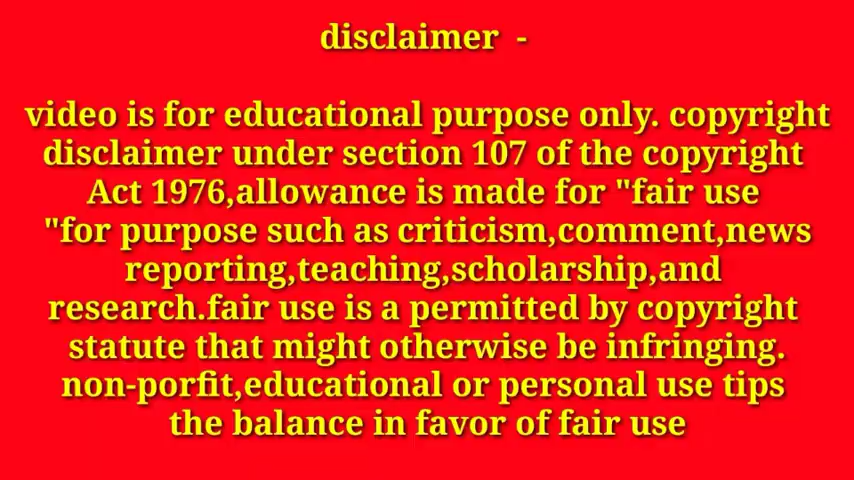 disclaimer -
video is for educational purpose only. copyright
disclaimer under section 107 of the copyright
Act 1976,allowance is made for "fair use
"for purpose such as criticism,comment,news
reporting,teaching,scholarship,and
research.fair use is a permitted by copyright
statute that might otherwise be infringing.
non-porfit,educational or personal use tips
the balance in favor of fair use